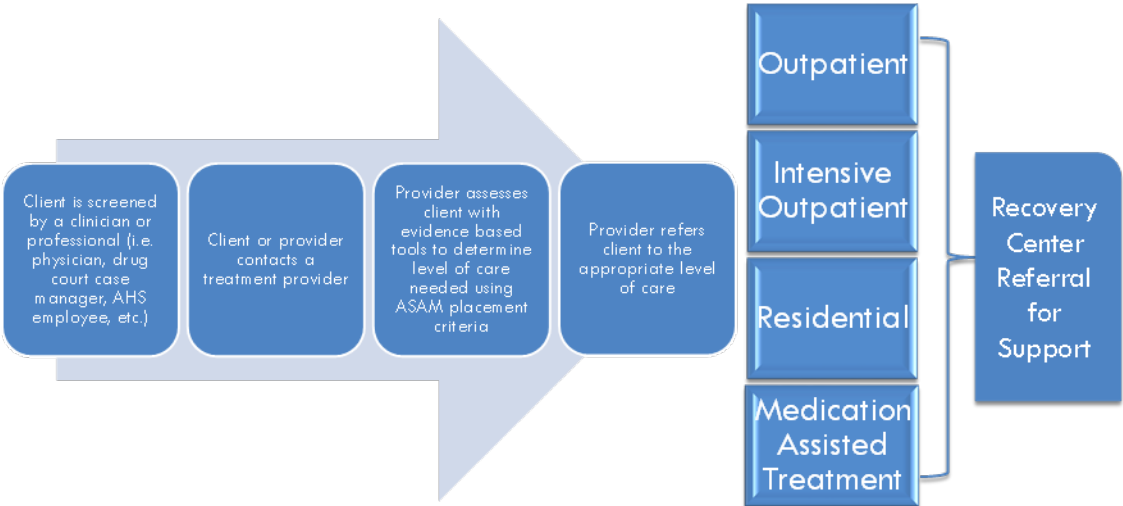 Client is screened
by a clinician or
professional (i.e.
physician, drug
court case
manager, AHS
employee, etc.)
Client or provider
contacts a
treatment provider
Provider assesses
client with
evidence based
tools to determine
level of care
needed using
ASAM placement
criteria
Provider refers
client to the
appropriate level
of care
Outpatient
Intensive
Outpatient
Residential
Medication
Assisted
Treatment
Recovery
Center
Referral
for
Support